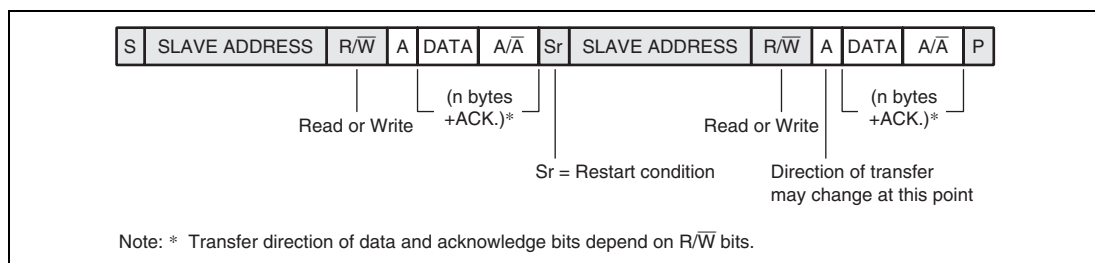 S SLAVE ADDRESS R/W̅ A DATA A/A̅ Sr SLAVE ADDRESS R/W̅ A DATA A/A̅ P
(n bytes +ACK.)*
(n bytes +ACK.)*
Read or Write
Read or Write
Sr = Restart condition
Direction of transfer
may change at this point
Note: * Transfer direction of data and acknowledge bits depend on R/W̅ bits.